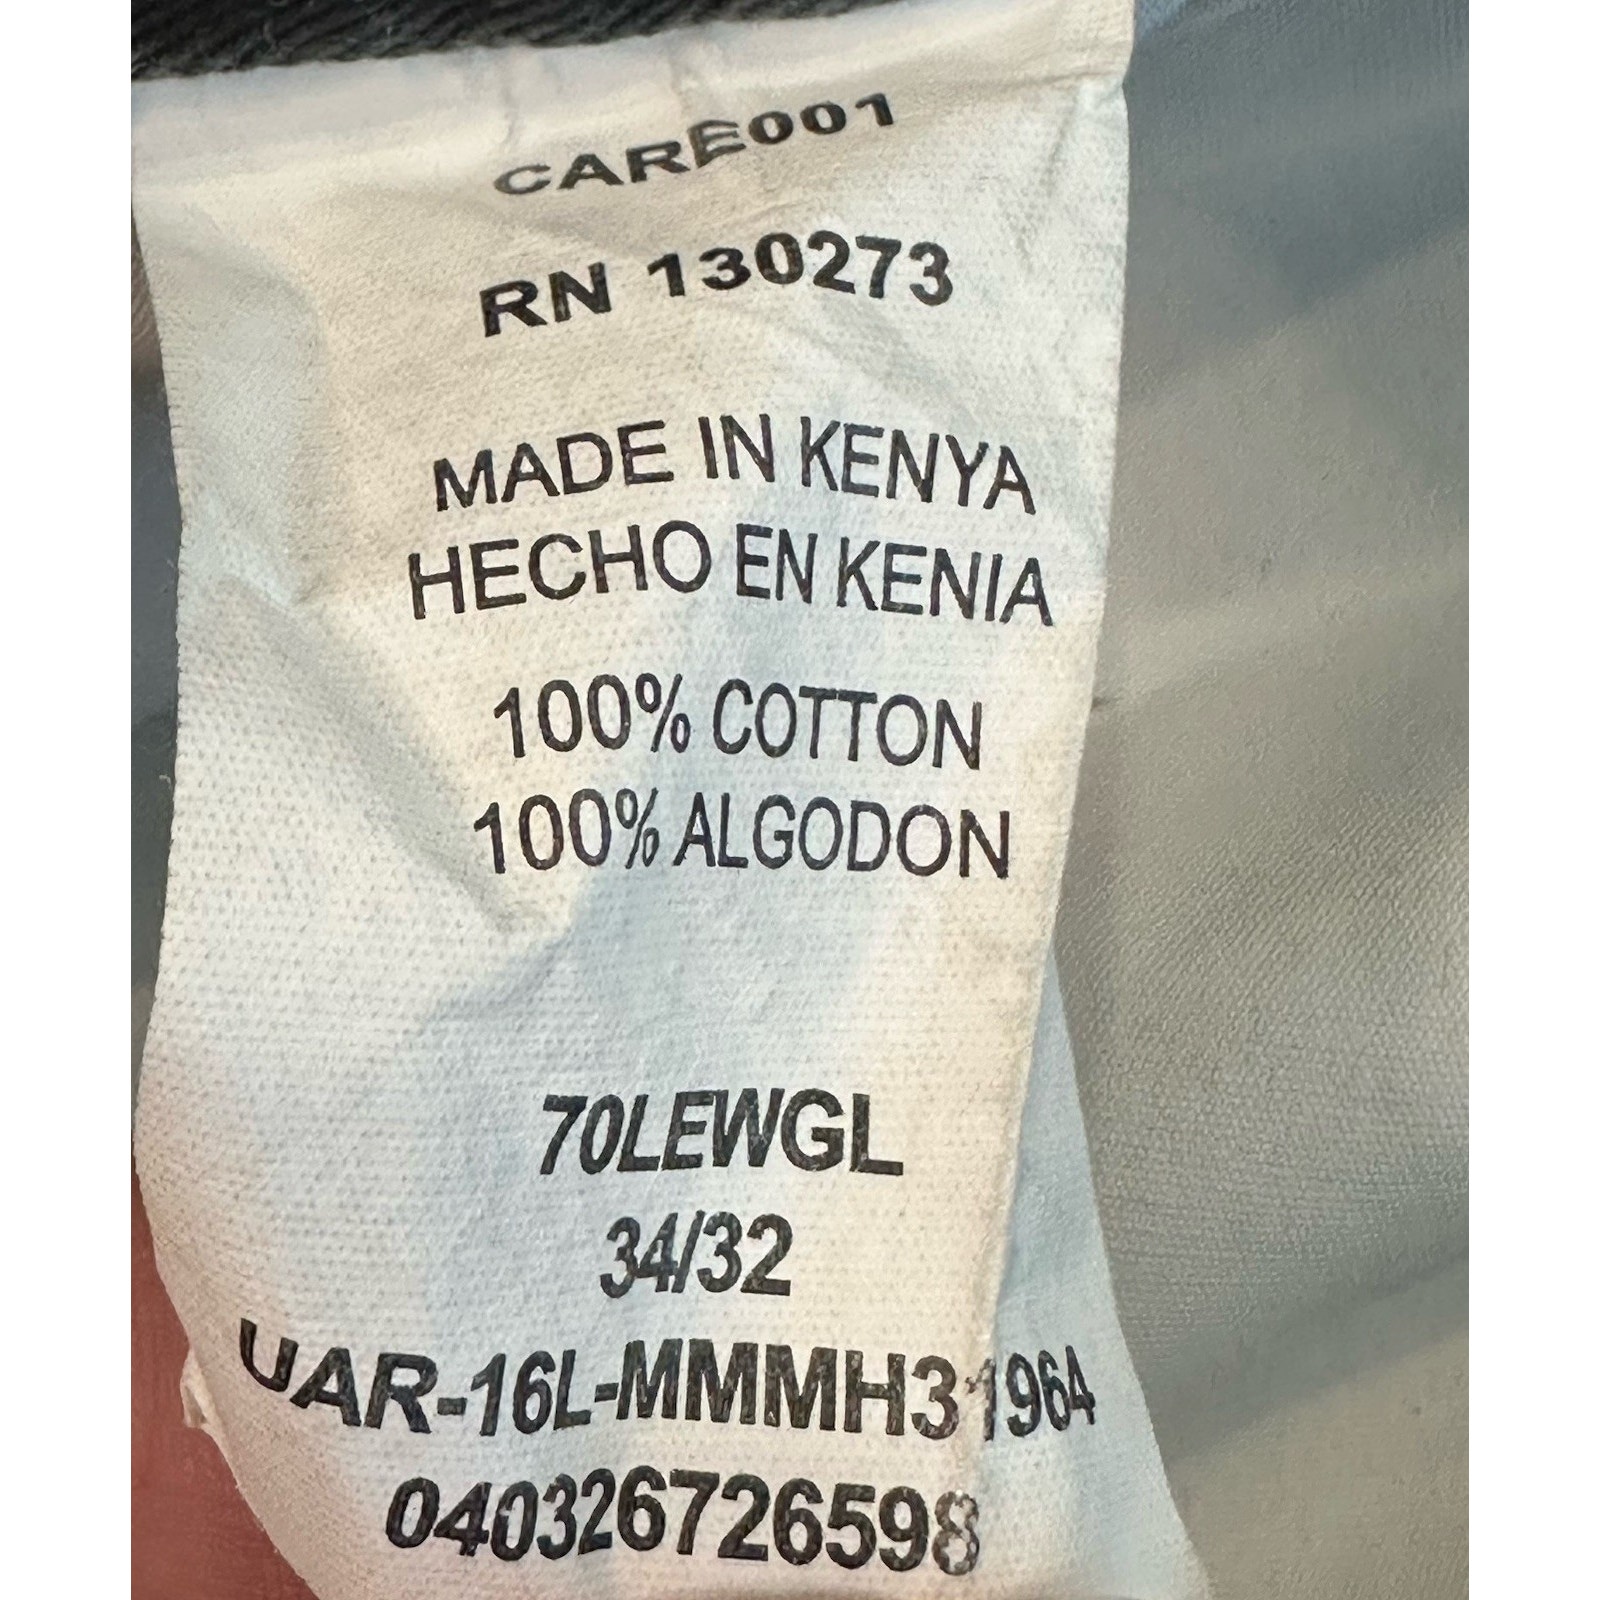 CARE001
RN 130273
MADE IN KENYA
HECHO EN KENIA
100% COTTON
100% ALGODON
70LEWGL
34/32
UAR-16L-MMMH31964
040326726598